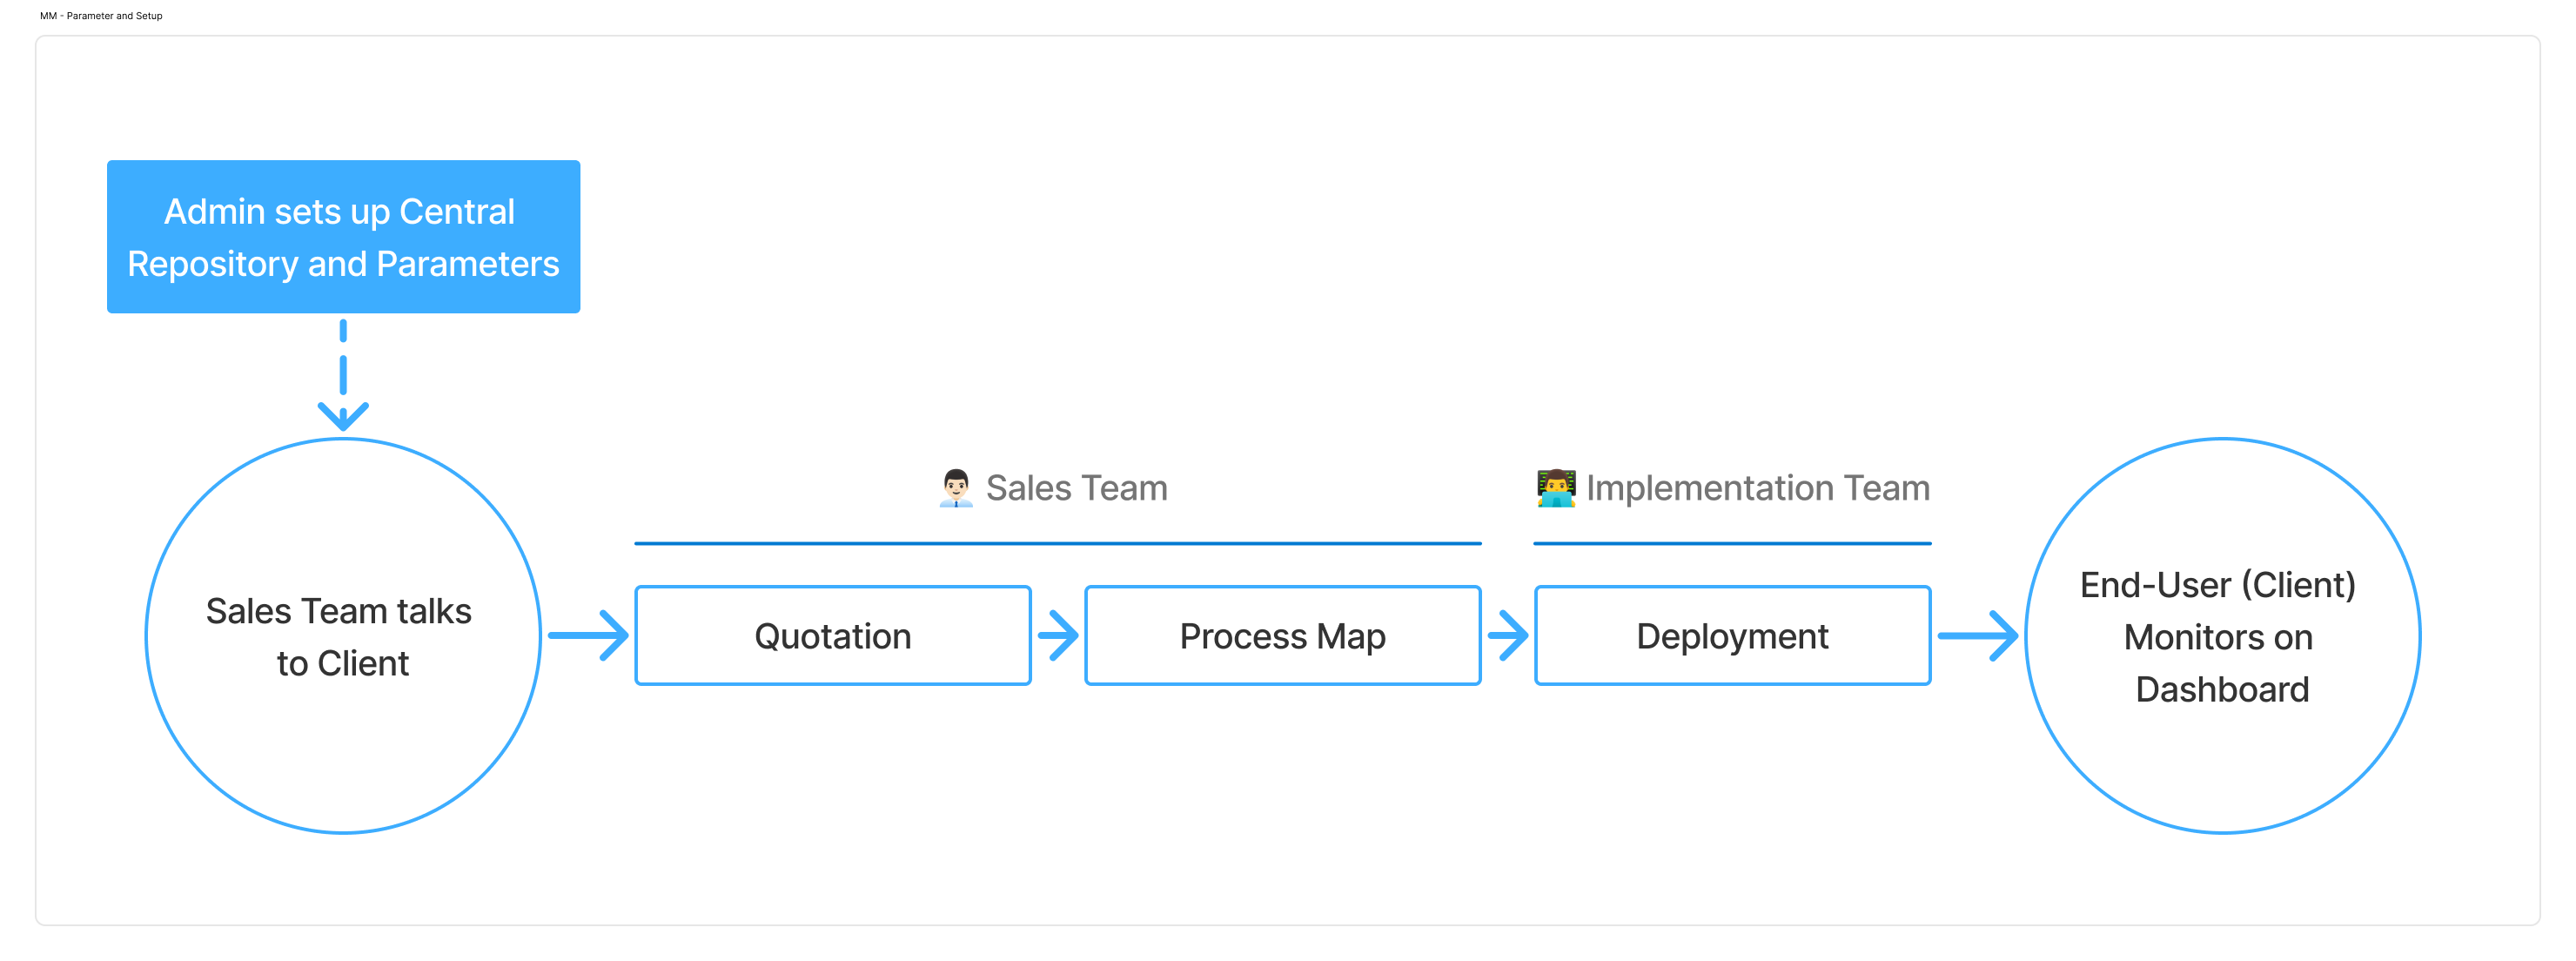 MM - Parameter and Setup
Admin sets up Central
Repository and Parameters
Sales Team talks
to Client
Sales Team
Quotation
Process Map
Implementation Team
Deployment
End-User (Client)
Monitors on
Dashboard